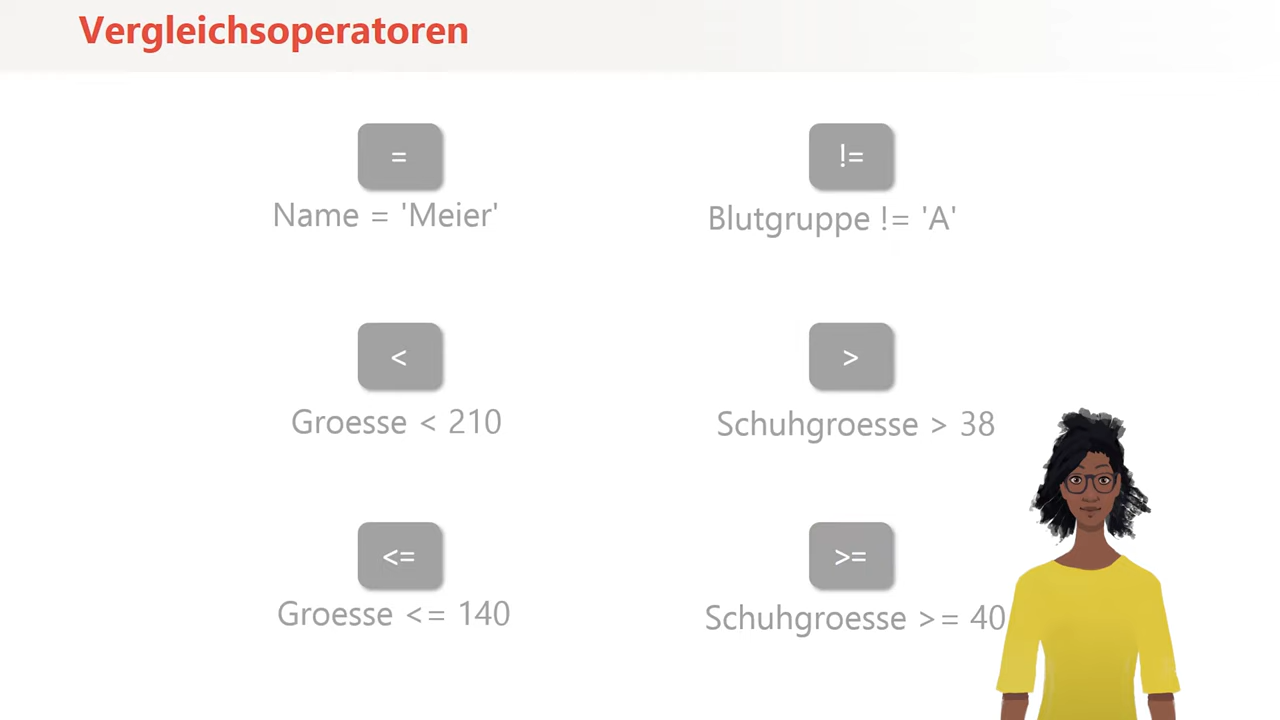 Vergleichsoperatoren
=
!=
Name = 'Meier'
Blutgruppe != 'A'
<
>
Groesse < 210
Schuhgroesse > 38
<=
>=
Groesse <= 140
Schuhgroesse >= 40